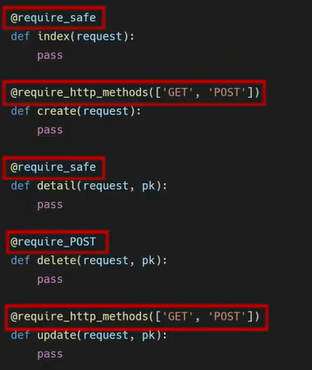 @require_safe
def index(request):
    pass
@require_http_methods(['GET', 'POST'])
def create(request):
    pass
@require_safe
def detail(request, pk):
    pass
@require_POST
def delete(request, pk):
    pass
@require_http_methods(['GET', 'POST'])
def update(request, pk):
    pass